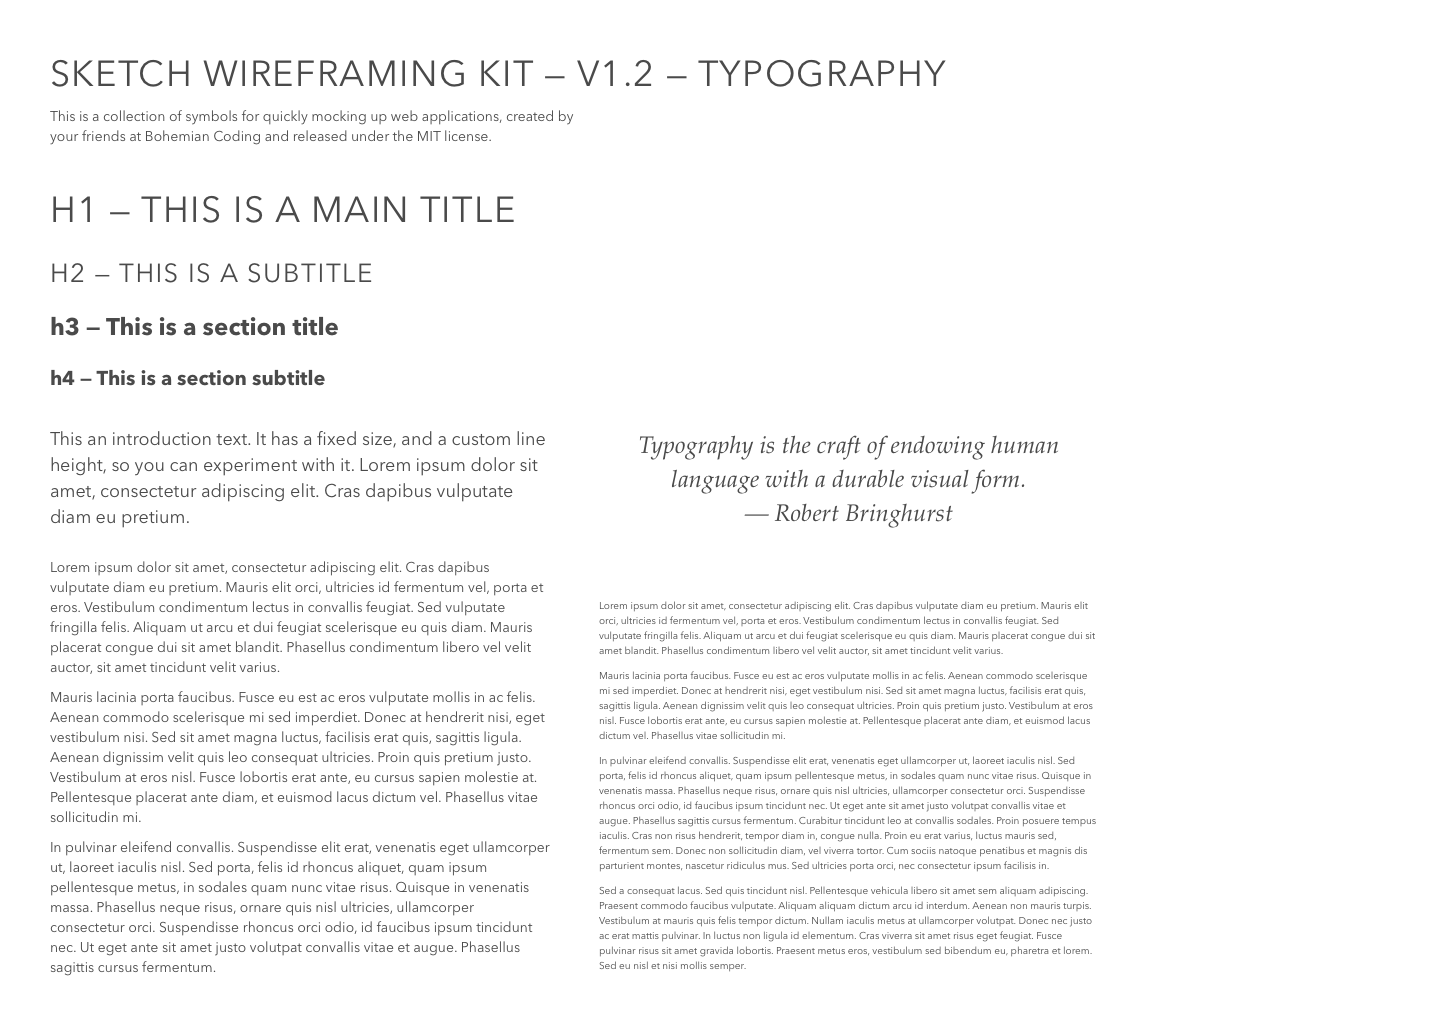 SKETCH WIREFRAMING KIT – V1.2 – TYPOGRAPHY
This is a collection of symbols for quickly mocking up web applications, created by
your friends at Bohemian Coding and released under the MIT license.
H1 – THIS IS A MAIN TITLE
H2 – THIS IS A SUBTITLE
h3 – This is a section title
h4 – This is a section subtitle
This an introduction text. It has a fixed size, and a custom line
height, so you can experiment with it. Lorem ipsum dolor sit
amet, consectetur adipiscing elit. Cras dapibus vulputate
diam eu pretium.
Lorem ipsum dolor sit amet, consectetur adipiscing elit. Cras dapibus
vulputate diam eu pretium. Mauris elit orci, ultricies id fermentum vel, porta et
eros. Vestibulum condimentum lectus in convallis feugiat. Sed vulputate
fringilla felis. Aliquam ut arcu et dui feugiat scelerisque eu quis diam. Mauris
placerat congue dui sit amet blandit. Phasellus condimentum libero vel velit
auctor, sit amet tincidunt velit varius.
Mauris lacinia porta faucibus. Fusce eu est ac eros vulputate mollis in ac felis.
Aenean commodo scelerisque mi sed imperdiet. Donec at hendrerit nisi, eget
vestibulum nisi. Sed sit amet magna luctus, facilisis erat quis, sagittis ligula.
Aenean dignissim velit quis leo consequat ultricies. Proin quis pretium justo.
Vestibulum at eros nisl. Fusce lobortis erat ante, eu cursus sapien molestie at.
Pellentesque placerat ante diam, et euismod lacus dictum vel. Phasellus vitae
sollicitudin mi.
In pulvinar eleifend convallis. Suspendisse elit erat, venenatis eget ullamcorper
ut, laoreet iaculis nisl. Sed porta, felis id rhoncus aliquet, quam ipsum
pellentesque metus, in sodales quam nunc vitae risus. Quisque in venenatis
massa. Phasellus neque risus, ornare quis nisl ultricies, ullamcorper
consectetur orci. Suspendisse rhoncus orci odio, id faucibus ipsum tincidunt
nec. Ut eget ante sit amet justo volutpat convallis vitae et augue. Phasellus
sagittis cursus fermentum.
Typography is the craft of endowing human
language with a durable visual form.
— Robert Bringhurst
Lorem ipsum dolor sit amet, consectetur adipiscing elit. Cras dapibus vulputate diam eu pretium. Mauris elit
orci, ultricies id fermentum vel, porta et eros. Vestibulum condimentum lectus in convallis feugiat. Sed
vulputate fringilla felis. Aliquam ut arcu et dui feugiat scelerisque eu quis diam. Mauris placerat congue dui sit
amet blandit. Phasellus condimentum libero vel velit auctor, sit amet tincidunt velit varius.
Mauris lacinia porta faucibus. Fusce eu est ac eros vulputate mollis in ac felis. Aenean commodo scelerisque
mi sed imperdiet. Donec at hendrerit nisi, eget vestibulum nisi. Sed sit amet magna luctus, facilisis erat quis,
sagittis ligula. Aenean dignissim velit quis leo consequat ultricies. Proin quis pretium justo. Vestibulum at eros
nisl. Fusce lobortis erat ante, eu cursus sapien molestie at. Pellentesque placerat ante diam, et euismod lacus
dictum vel. Phasellus vitae sollicitudin mi.
In pulvinar eleifend convallis. Suspendisse elit erat, venenatis eget ullamcorper ut, laoreet iaculis nisl. Sed
porta, felis id rhoncus aliquet, quam ipsum pellentesque metus, in sodales quam nunc vitae risus. Quisque in
venenatis massa. Phasellus neque risus, ornare quis nisl ultricies, ullamcorper consectetur orci. Suspendisse
rhoncus orci odio, id faucibus ipsum tincidunt nec. Ut eget ante sit amet justo volutpat convallis vitae et
augue. Phasellus sagittis cursus fermentum. Curabitur tincidunt leo at convallis sodales. Proin posuere tempus
iaculis. Cras non risus hendrerit, tempor diam in, congue nulla. Proin eu erat varius, luctus mauris sed,
fermentum sem. Donec non sollicitudin diam, vel viverra tortor. Cum sociis natoque penatibus et magnis dis
parturient montes, nascetur ridiculus mus. Sed ultricies porta orci, nec consectetur ipsum facilisis in.
Sed a consequat lacus. Sed quis tincidunt nisl. Pellentesque vehicula libero sit amet sem aliquam adipiscing.
Praesent commodo faucibus vulputate. Aliquam aliquam dictum arcu id interdum. Aenean non mauris turpis.
Vestibulum at mauris quis felis tempor dictum. Nullam iaculis metus at ullamcorper volutpat. Donec nec justo
ac erat mattis pulvinar. In luctus non ligula id elementum. Cras viverra sit amet risus eget feugiat. Fusce
pulvinar risus sit amet gravida lobortis. Praesent metus eros, vestibulum sed bibendum eu, pharetra et lorem.
Sed eu nisl et nisi mollis semper.